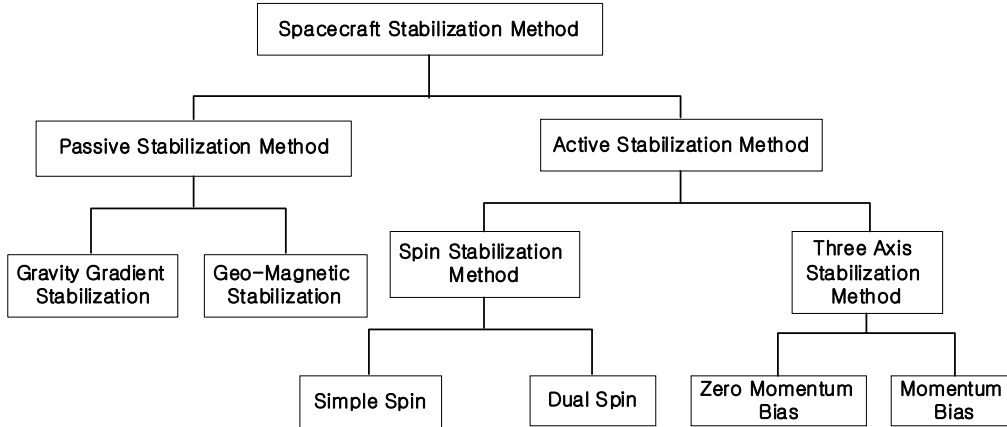 Spacecraft Stabilization Method
Passive Stabilization Method
Active Stabilization Method
Gravity Gradient
Stabilization
Geo-Magnetic
Stabilization
Spin Stabilization
Method
Three Axis
Stabilization
Method
Simple Spin
Dual Spin
Zero Momentum
Bias
Momentum
Bias